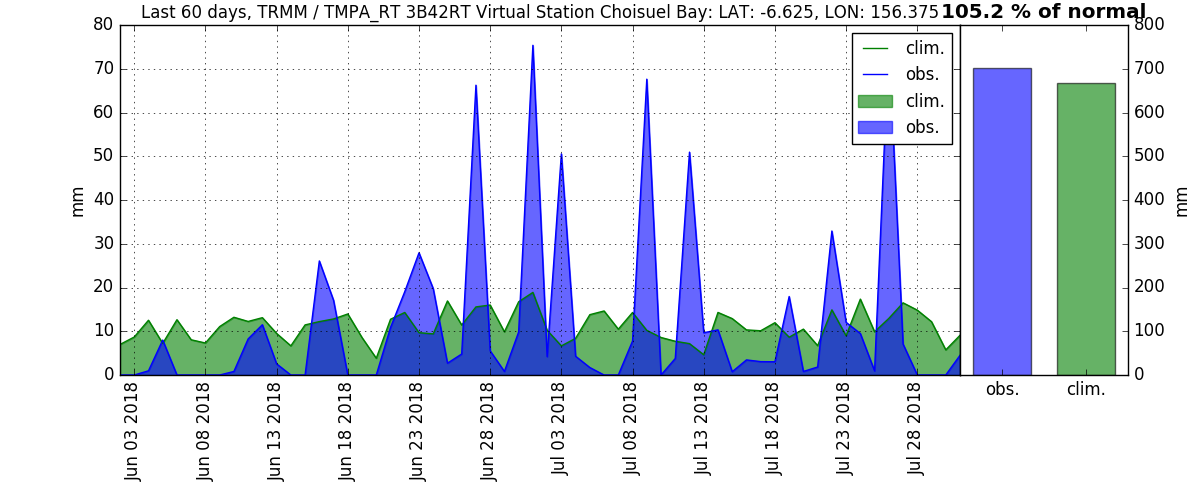 Last 60 days, TRMM / TMPA_RT 3B42RT Virtual Station Choisuel Bay: LAT: -6.625, LON: 156.375
105.2 % of normal
80
70
60
50
40
30
20
10
0
mm
clim.
obs.
clim.
obs.
Jun 03 2018
Jun 08 2018
Jun 13 2018
Jun 18 2018
Jun 23 2018
Jun 28 2018
Jul 03 2018
Jul 08 2018
Jul 13 2018
Jul 18 2018
Jul 23 2018
Jul 28 2018
800
700
600
500
400
300
200
100
0
mm
obs.
clim.